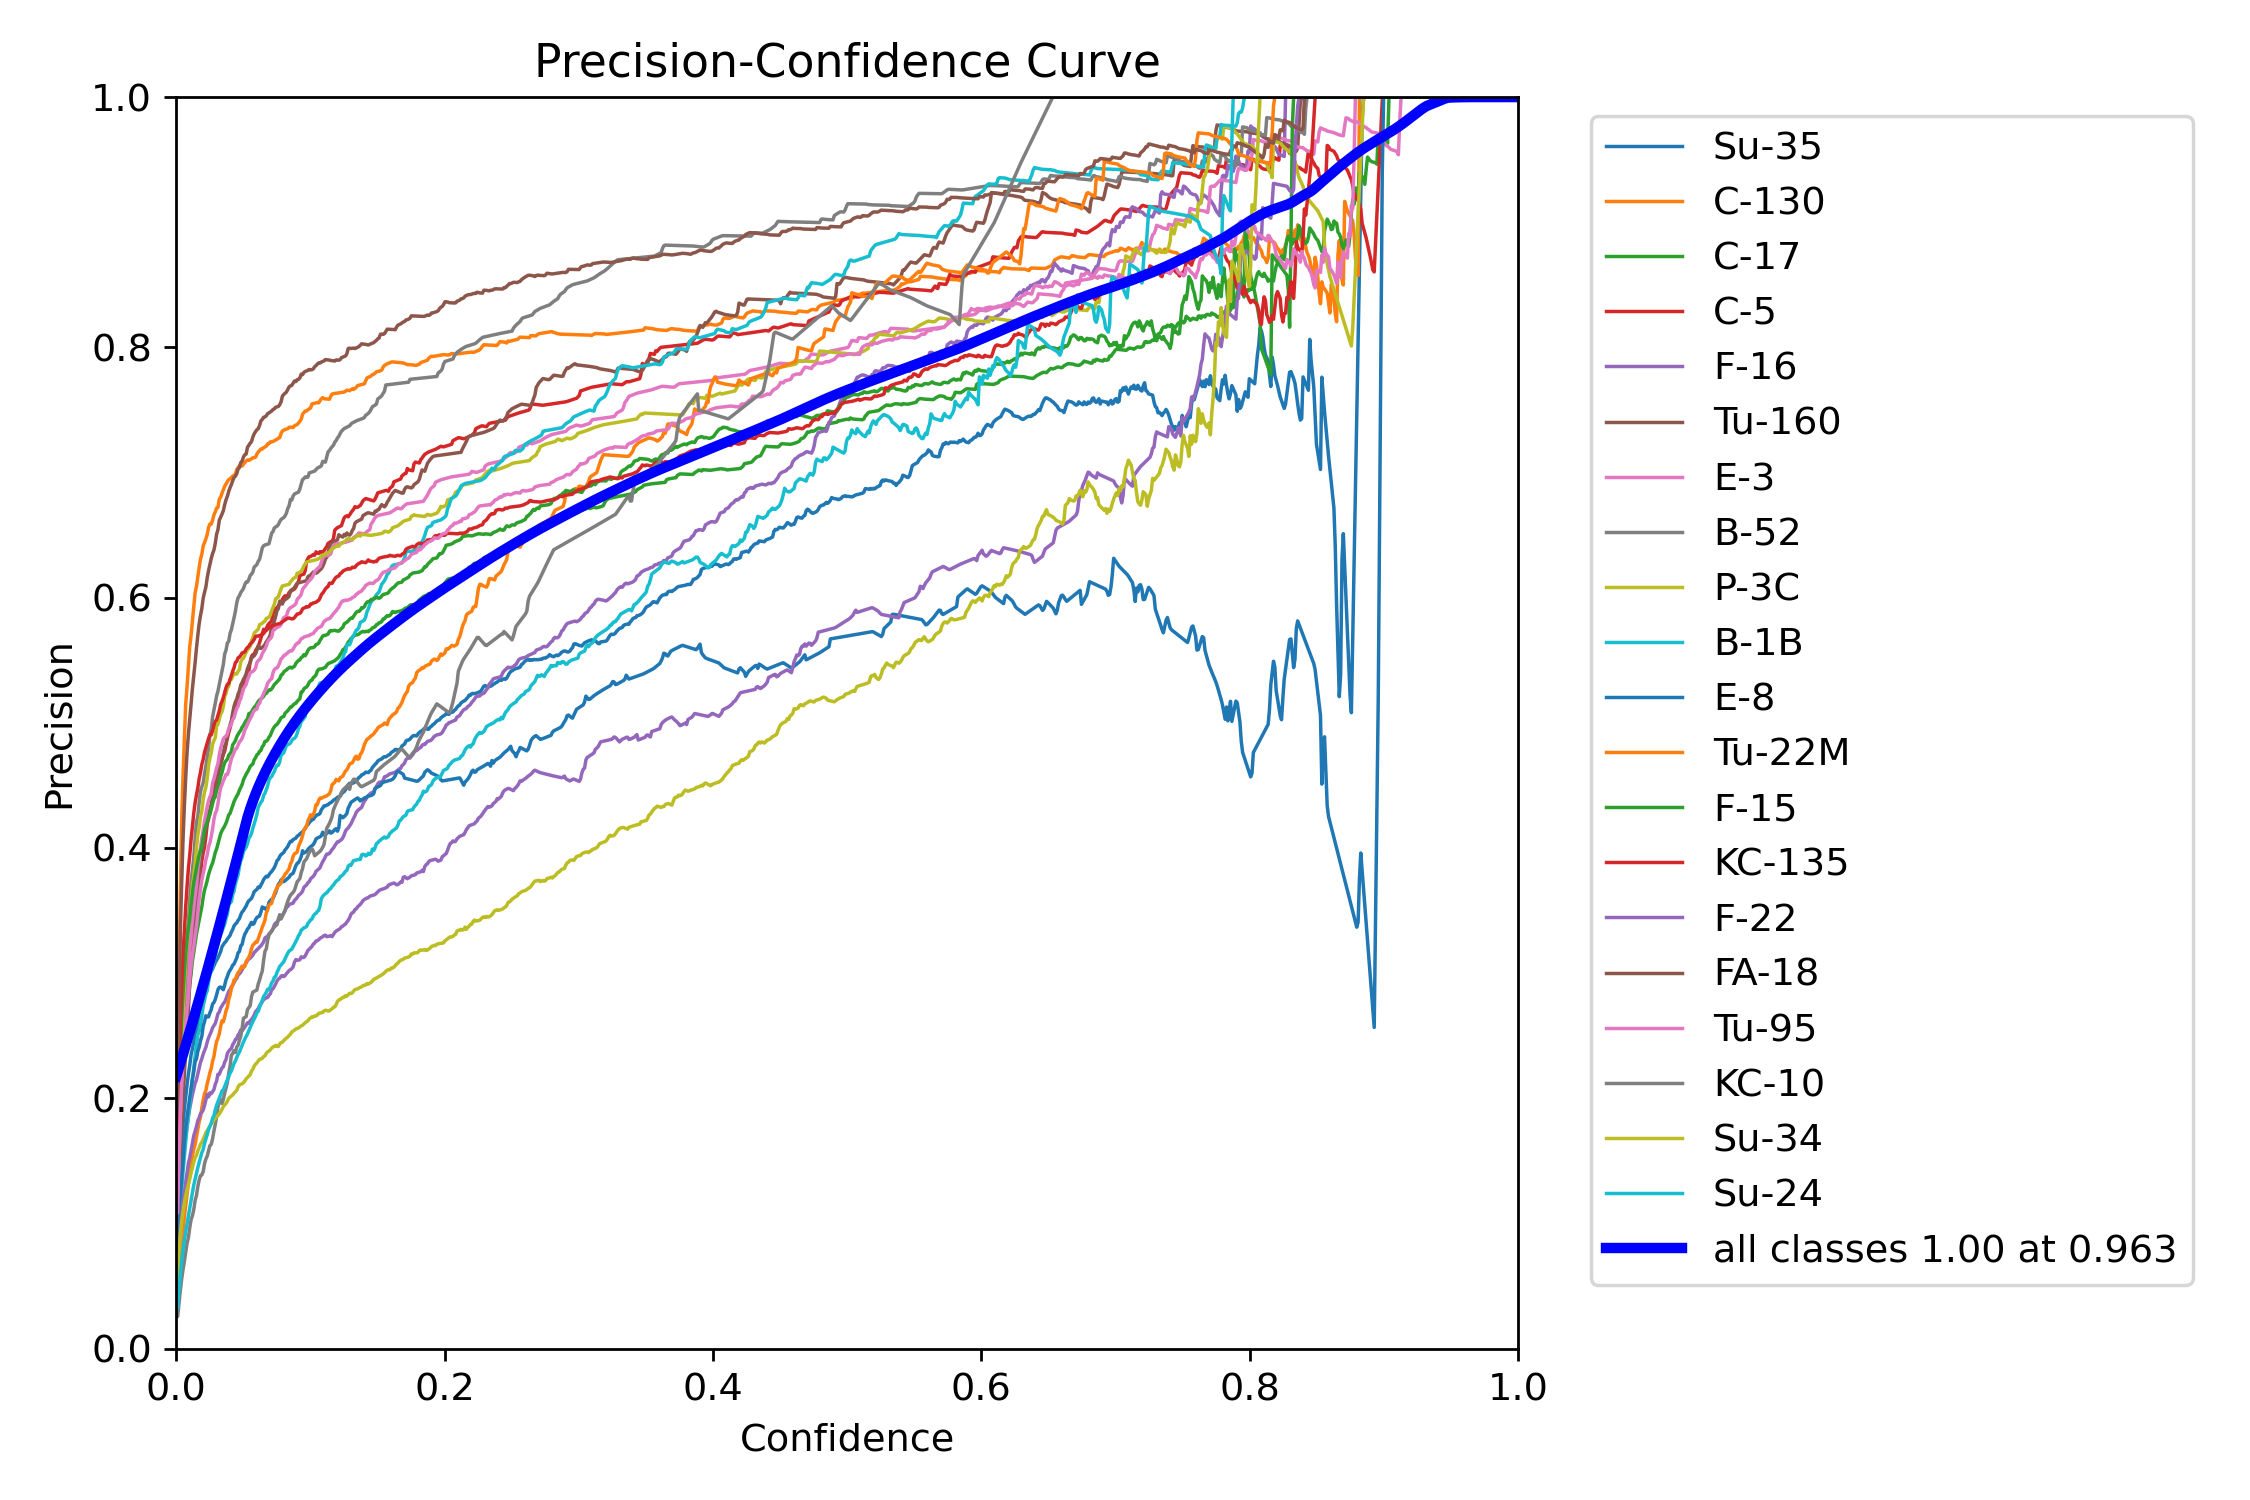 Precision-Confidence Curve
1.0
0.8
0.6
0.4
0.2
0.0
Precision
0.0 0.2 0.4 0.6 0.8 1.0
Confidence
Su-35
C-130
C-17
C-5
F-16
Tu-160
E-3
B-52
P-3C
B-1B
E-8
Tu-22M
F-15
KC-135
F-22
FA-18
Tu-95
KC-10
Su-34
Su-24
all classes 1.00 at 0.963